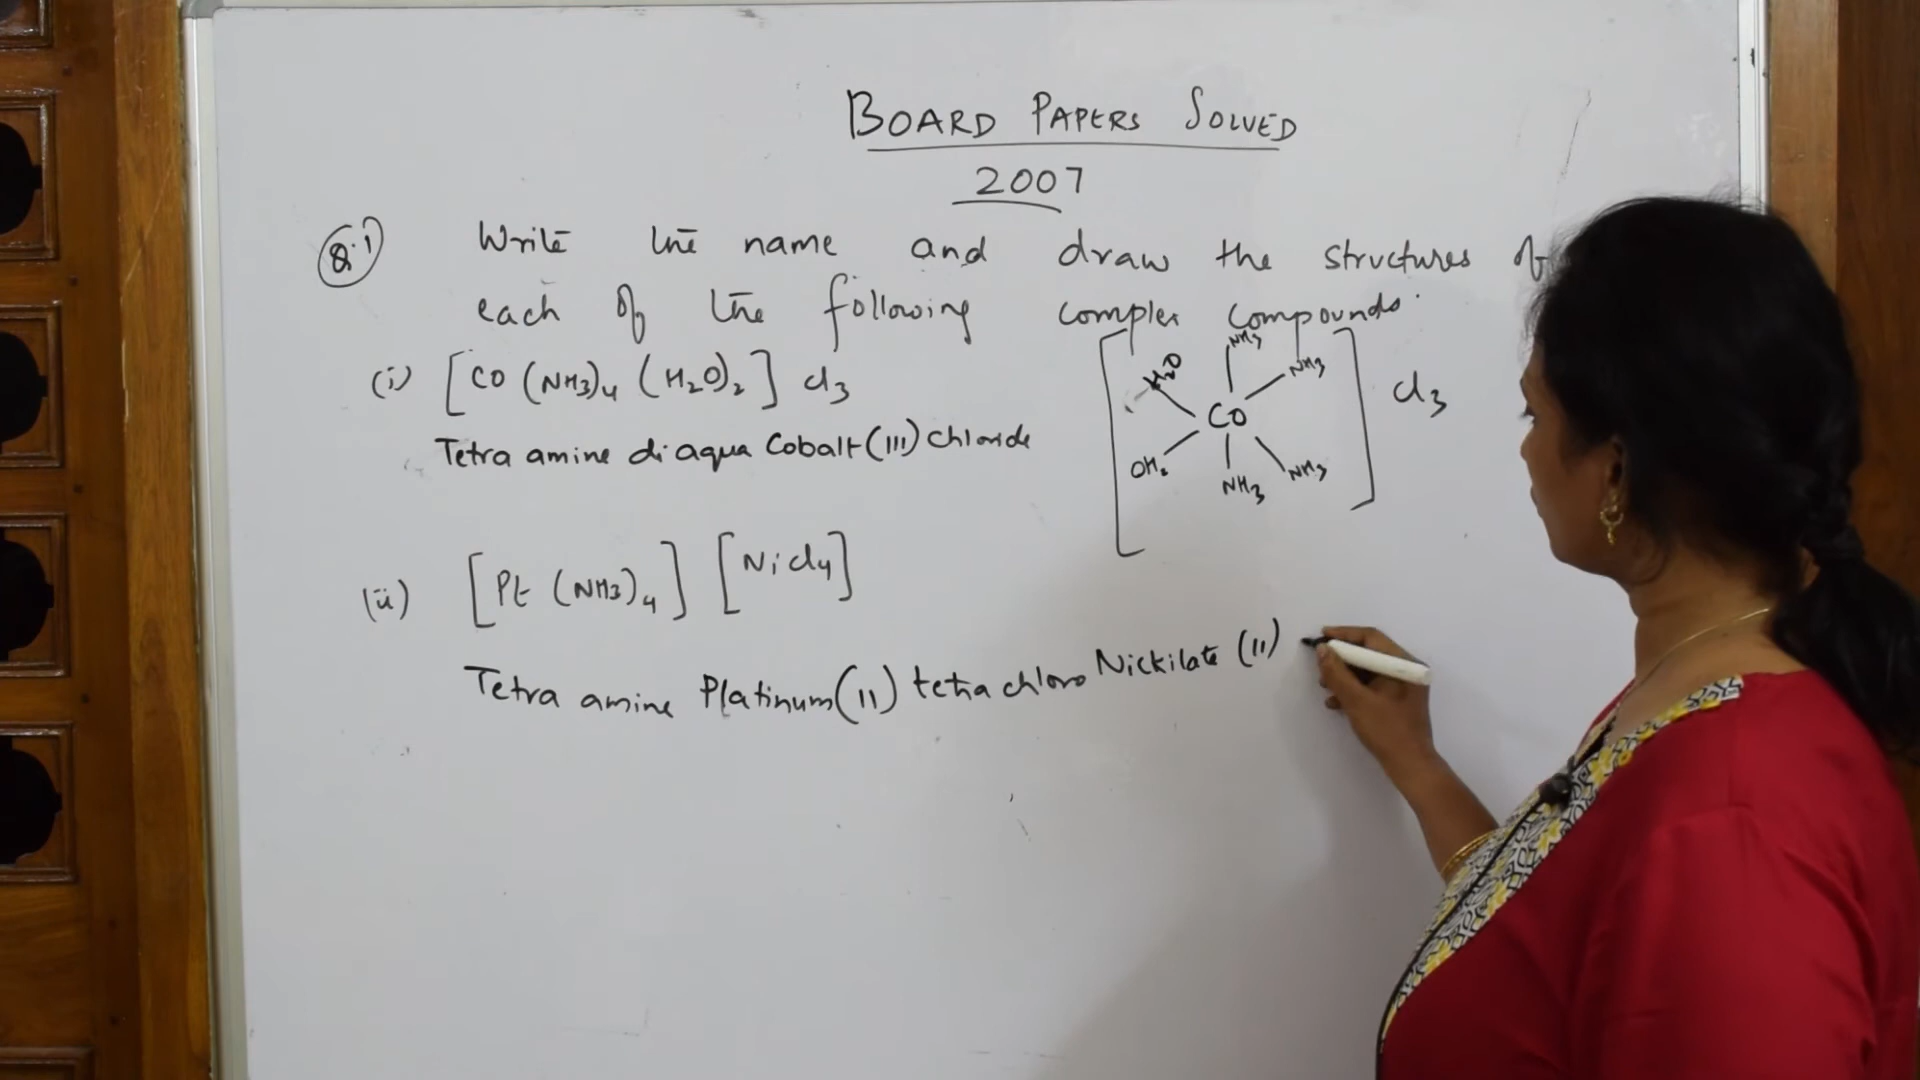 BOARD PAPERS SOLVED
2007
Q.1 Write the name and draw the structures of
each of the following complex compounds.
(i) [CO (NH3)4 (H2O)2] Cl3
Tetra amine di aqua Cobalt (III) chloride
[
H2O
NH3
NH3
CO
OH2
NH3
NH3
] Cl3
(ii) [Pt (NH3)4] [NiCl4]
Tetra amine Platinum (II) tetra chloro Nickilate (II)